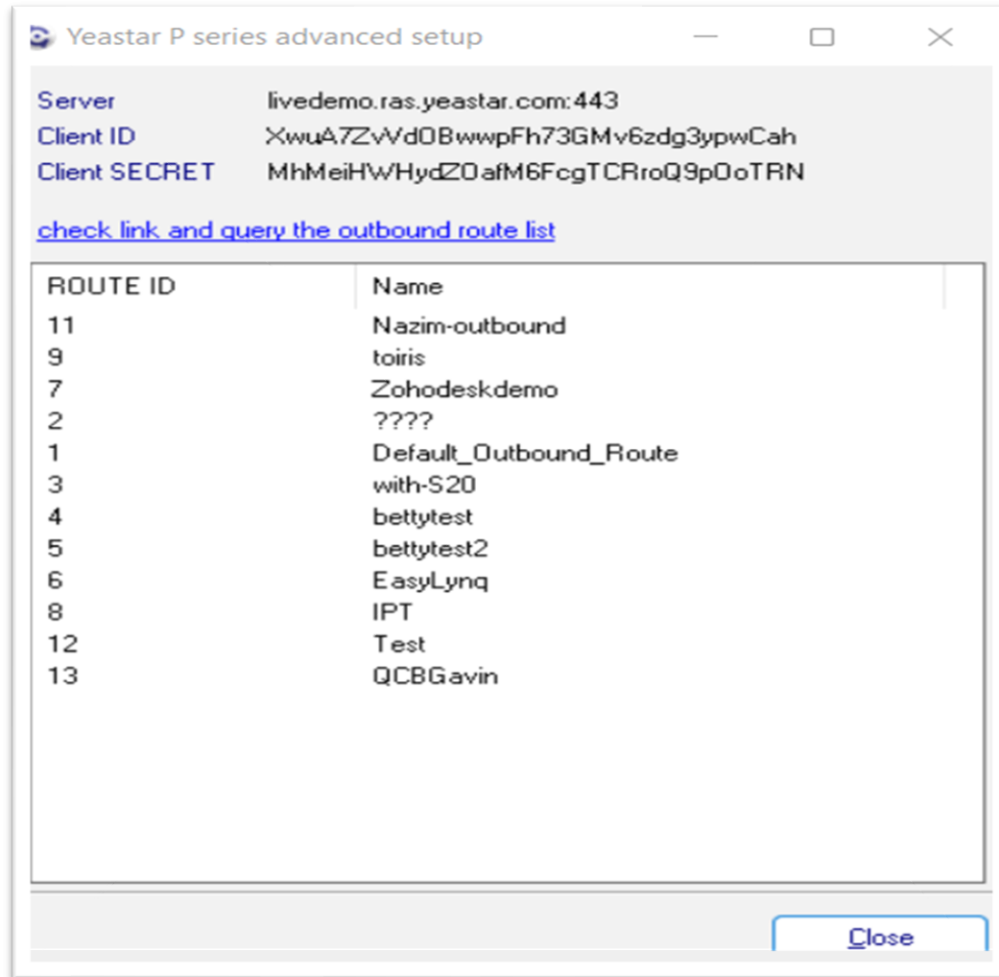 Yeastar P series advanced setup
Server livedemo.ras.yeastar.com:443
Client ID XwuA7ZvVdOBwwpFh73GMv6zdg3ypwCah
Client SECRET MhMeiHWHydZOafM6FcgTCRroQ9pOoTRN
check link and query the outbound route list
ROUTE ID Name
11 Nazim-outbound
9 toiris
7 Zohodeskdemo
2 ????
1 Default_Outbound_Route
3 with-S20
4 bettytest
5 bettytest2
6 EasyLynq
8 IPT
12 Test
13 QCBGavin
Close